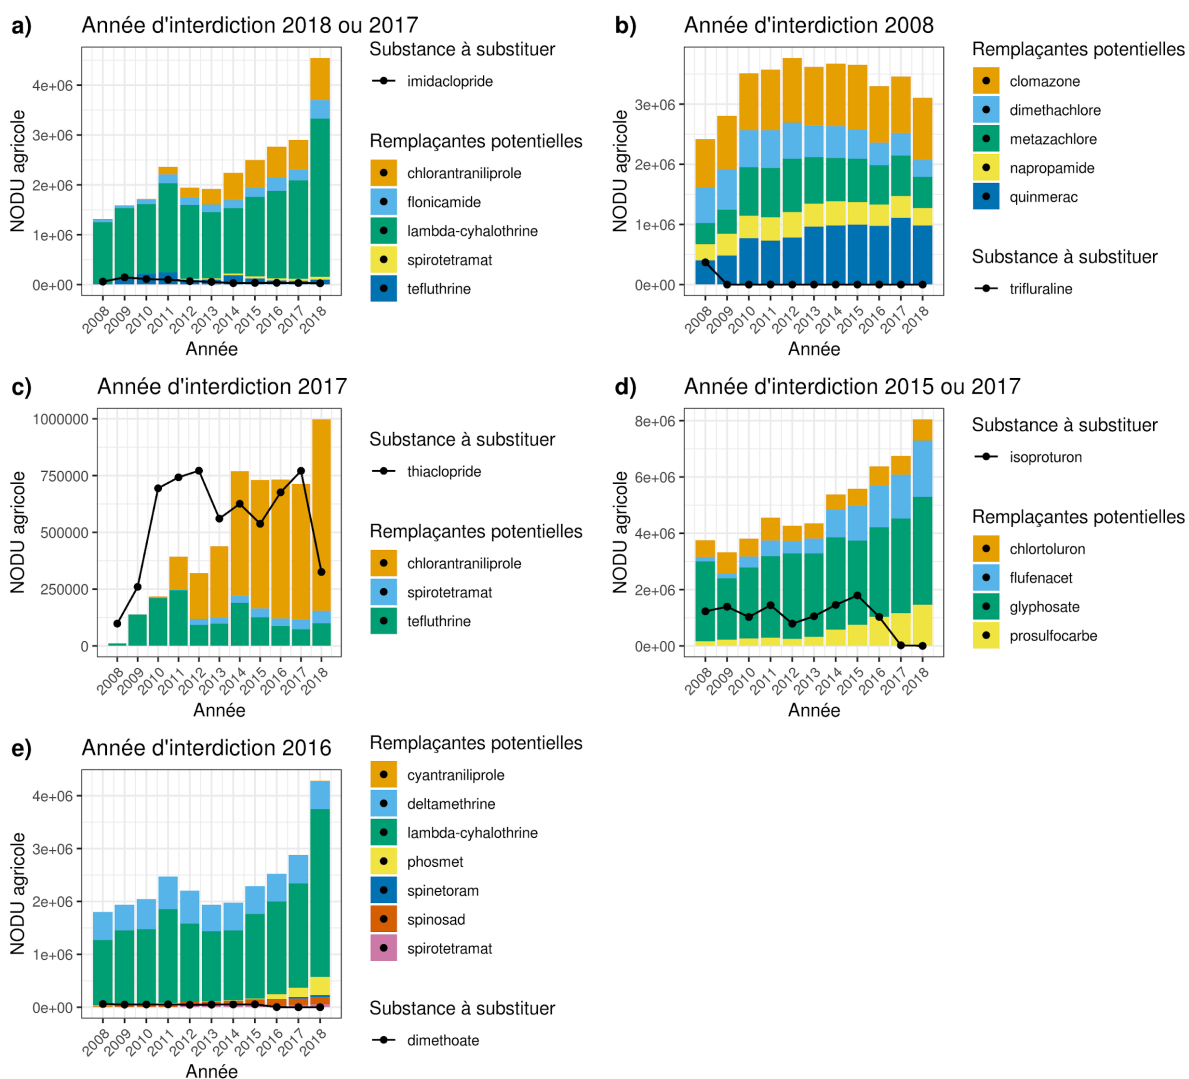 a)
Année d'interdiction 2018 ou 2017
NODU agricole
4e+06
3e+06
2e+06
1e+06
0e+00
2008
2009
2010
2011
2012
2013
2014
2015
2016
2017
2018
Année
Substance à substituer
imidaclopride
Remplaçantes potentielles
chlorantraniliprole
flonicamide
lambda-cyhalothrine
spirotetramat
tefluthrine
b)
Année d'interdiction 2008
NODU agricole
3e+06
2e+06
1e+06
0e+00
2008
2009
2010
2011
2012
2013
2014
2015
2016
2017
2018
Année
Remplaçantes potentielles
clomazone
dimethachlore
metazachlore
napropamide
quinmerac
Substance à substituer
trifluraline
c)
Année d'interdiction 2017
NODU agricole
1000000
750000
500000
250000
0
2008
2009
2010
2011
2012
2013
2014
2015
2016
2017
2018
Année
Substance à substituer
thiaclopride
Remplaçantes potentielles
chlorantraniliprole
spirotetramat
tefluthrine
d)
Année d'interdiction 2015 ou 2017
NODU agricole
8e+06
6e+06
4e+06
2e+06
0e+00
2008
2009
2010
2011
2012
2013
2014
2015
2016
2017
2018
Année
Substance à substituer
isoproturon
Remplaçantes potentielles
chlortoluron
flufenacet
glyphosate
prosulfocarbe
e)
Année d'interdiction 2016
NODU agricole
4e+06
3e+06
2e+06
1e+06
0e+00
2008
2009
2010
2011
2012
2013
2014
2015
2016
2017
2018
Année
Remplaçantes potentielles
cyantraniliprole
deltamethrine
lambda-cyhalothrine
phosmet
spinetoram
spinosad
spirotetramat
Substance à substituer
dimethoate